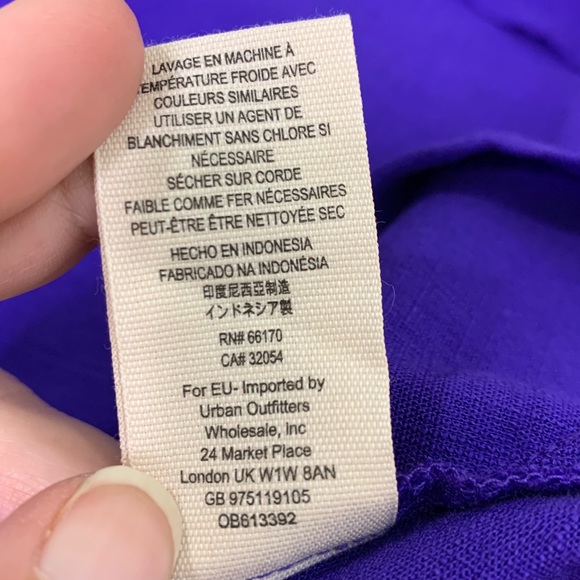 LAVAGE EN MACHINE À
TEMPÉRATURE FROIDE AVEC
COULEURS SIMILAIRES
UTILISER UN AGENT DE
BLANCHIMENT SANS CHLORE SI
NÉCESSAIRE
SÉCHER SUR CORDE
FAIBLE COMME FER NÉCESSAIRES
PEUT-ÊTRE ÊTRE NETTOYÉE SEC
HECHO EN INDONESIA
FABRICADO NA INDONÉSIA
印度尼西亞制造
インドネシア製
RN# 66170
CA# 32054
For EU- Imported by
Urban Outfitters
Wholesale, Inc
24 Market Place
London UK W1W 8AN
GB 975119105
OB613392